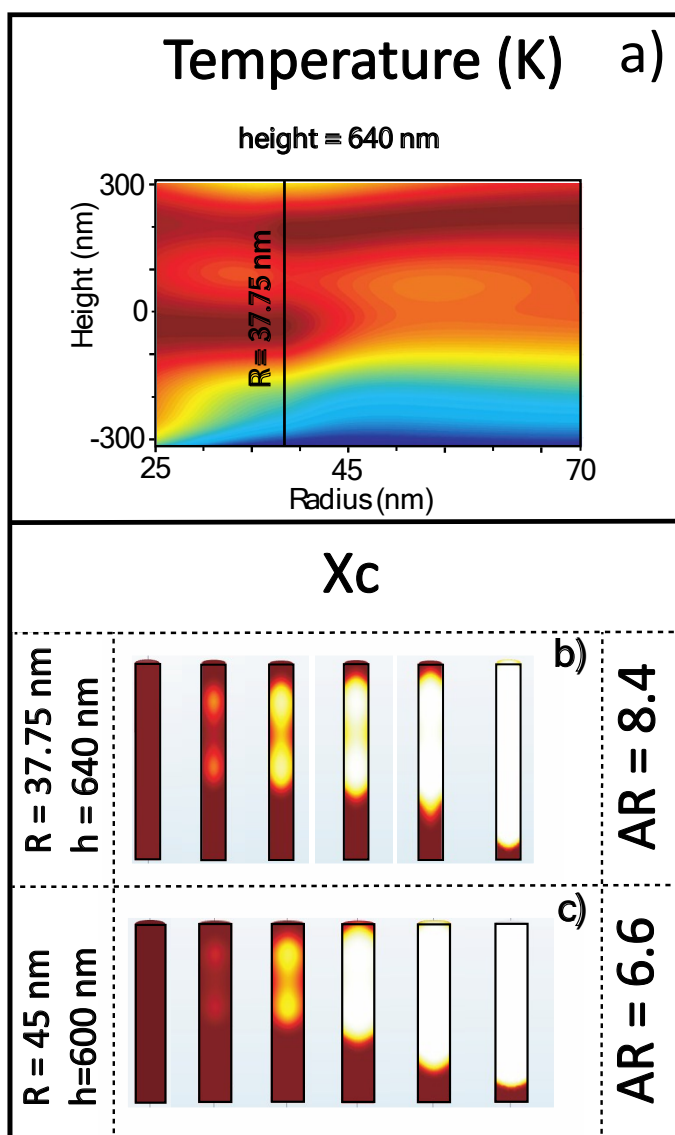 Temperature (K)
a)
height = 640 nm
Height (nm)
300
0
-300
R= 37.75 nm
25
45
70
Radius (nm)
Xc
R = 37.75 nm
h = 640 nm
b)
AR = 8.4
R = 45 nm
h=600 nm
c)
AR = 6.6